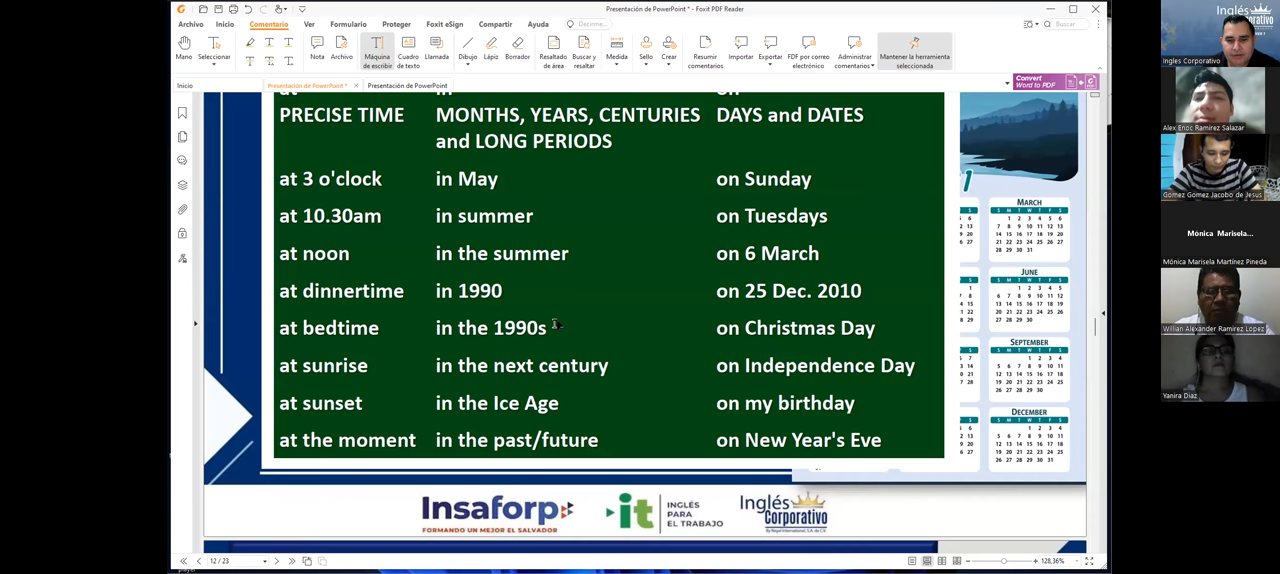 Presentación de PowerPoint * - Foxit PDF Reader
Archivo Inicio Comentario Ver Formulario Proteger Foxit eSign Compartir Ayuda Decirme... Buscar
Mano Seleccionar Nota Archivo Máquina de escribir Cuadro de texto Llamada Dibujo Lápiz Borrador Resaltado de área Buscar y resaltar Medida Sello Crear Resumir comentarios Importar Exportar PDF por correo electrónico Administrar comentarios Mantener la herramienta seleccionada
Inicio Presentación de PowerPoint * Presentación de PowerPoint
Convert Word to PDF
at in on
PRECISE TIME MONTHS, YEARS, CENTURIES and LONG PERIODS DAYS and DATES
at 3 o'clock in May on Sunday
at 10.30am in summer on Tuesdays
at noon in the summer on 6 March
at dinnertime in 1990 on 25 Dec. 2010
at bedtime in the 1990s on Christmas Day
at sunrise in the next century on Independence Day
at sunset in the Ice Age on my birthday
at the moment in the past/future on New Year's Eve
MARCH
JUNE
SEPTEMBER
DECEMBER
Insaforp
FORMANDO UN MEJOR EL SALVADOR
it INGLÉS PARA EL TRABAJO
Inglés Corporativo
12 / 23
128,36%
Inglés Corporativo
Ingles Corporativo
Alex Enoc Ramirez Salazar
Gomez Gomez Jacobo de Jesus
Mónica Marisela...
Mónica Marisela Martínez Pineda
Willian Alexander Ramirez Lopez
Yanira Diaz